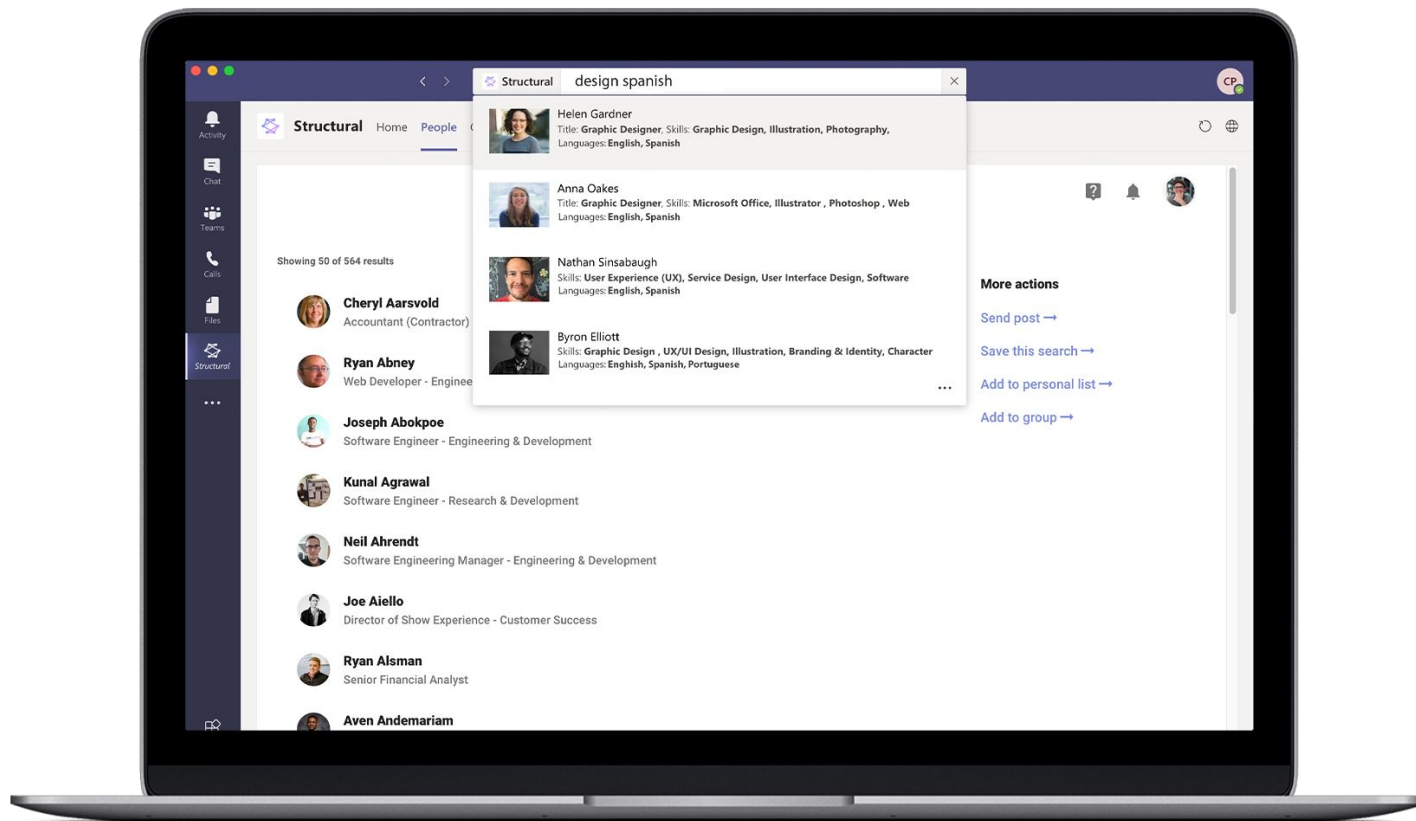 Structural design spanish
CP
Activity
Chat
Teams
Calls
Files
Structural
Structural Home People
Helen Gardner
Title: Graphic Designer, Skills: Graphic Design, Illustration, Photography,
Languages: English, Spanish
Anna Oakes
Title: Graphic Designer, Skills: Microsoft Office, Illustrator , Photoshop , Web
Languages: English, Spanish
Nathan Sinsabaugh
Skills: User Experience (UX), Service Design, User Interface Design, Software
Languages: English, Spanish
Byron Elliott
Skills: Graphic Design , UX/UI Design, Illustration, Branding & Identity, Character
Languages: Enghish, Spanish, Portuguese
Showing 50 of 564 results
Cheryl Aarsvold
Accountant (Contractor)
Ryan Abney
Web Developer - Enginee
Joseph Abokpoe
Software Engineer - Engineering & Development
Kunal Agrawal
Software Engineer - Research & Development
Neil Ahrendt
Software Engineering Manager - Engineering & Development
Joe Aiello
Director of Show Experience - Customer Success
Ryan Alsman
Senior Financial Analyst
Aven Andemariam
More actions
Send post →
Save this search →
Add to personal list →
Add to group →